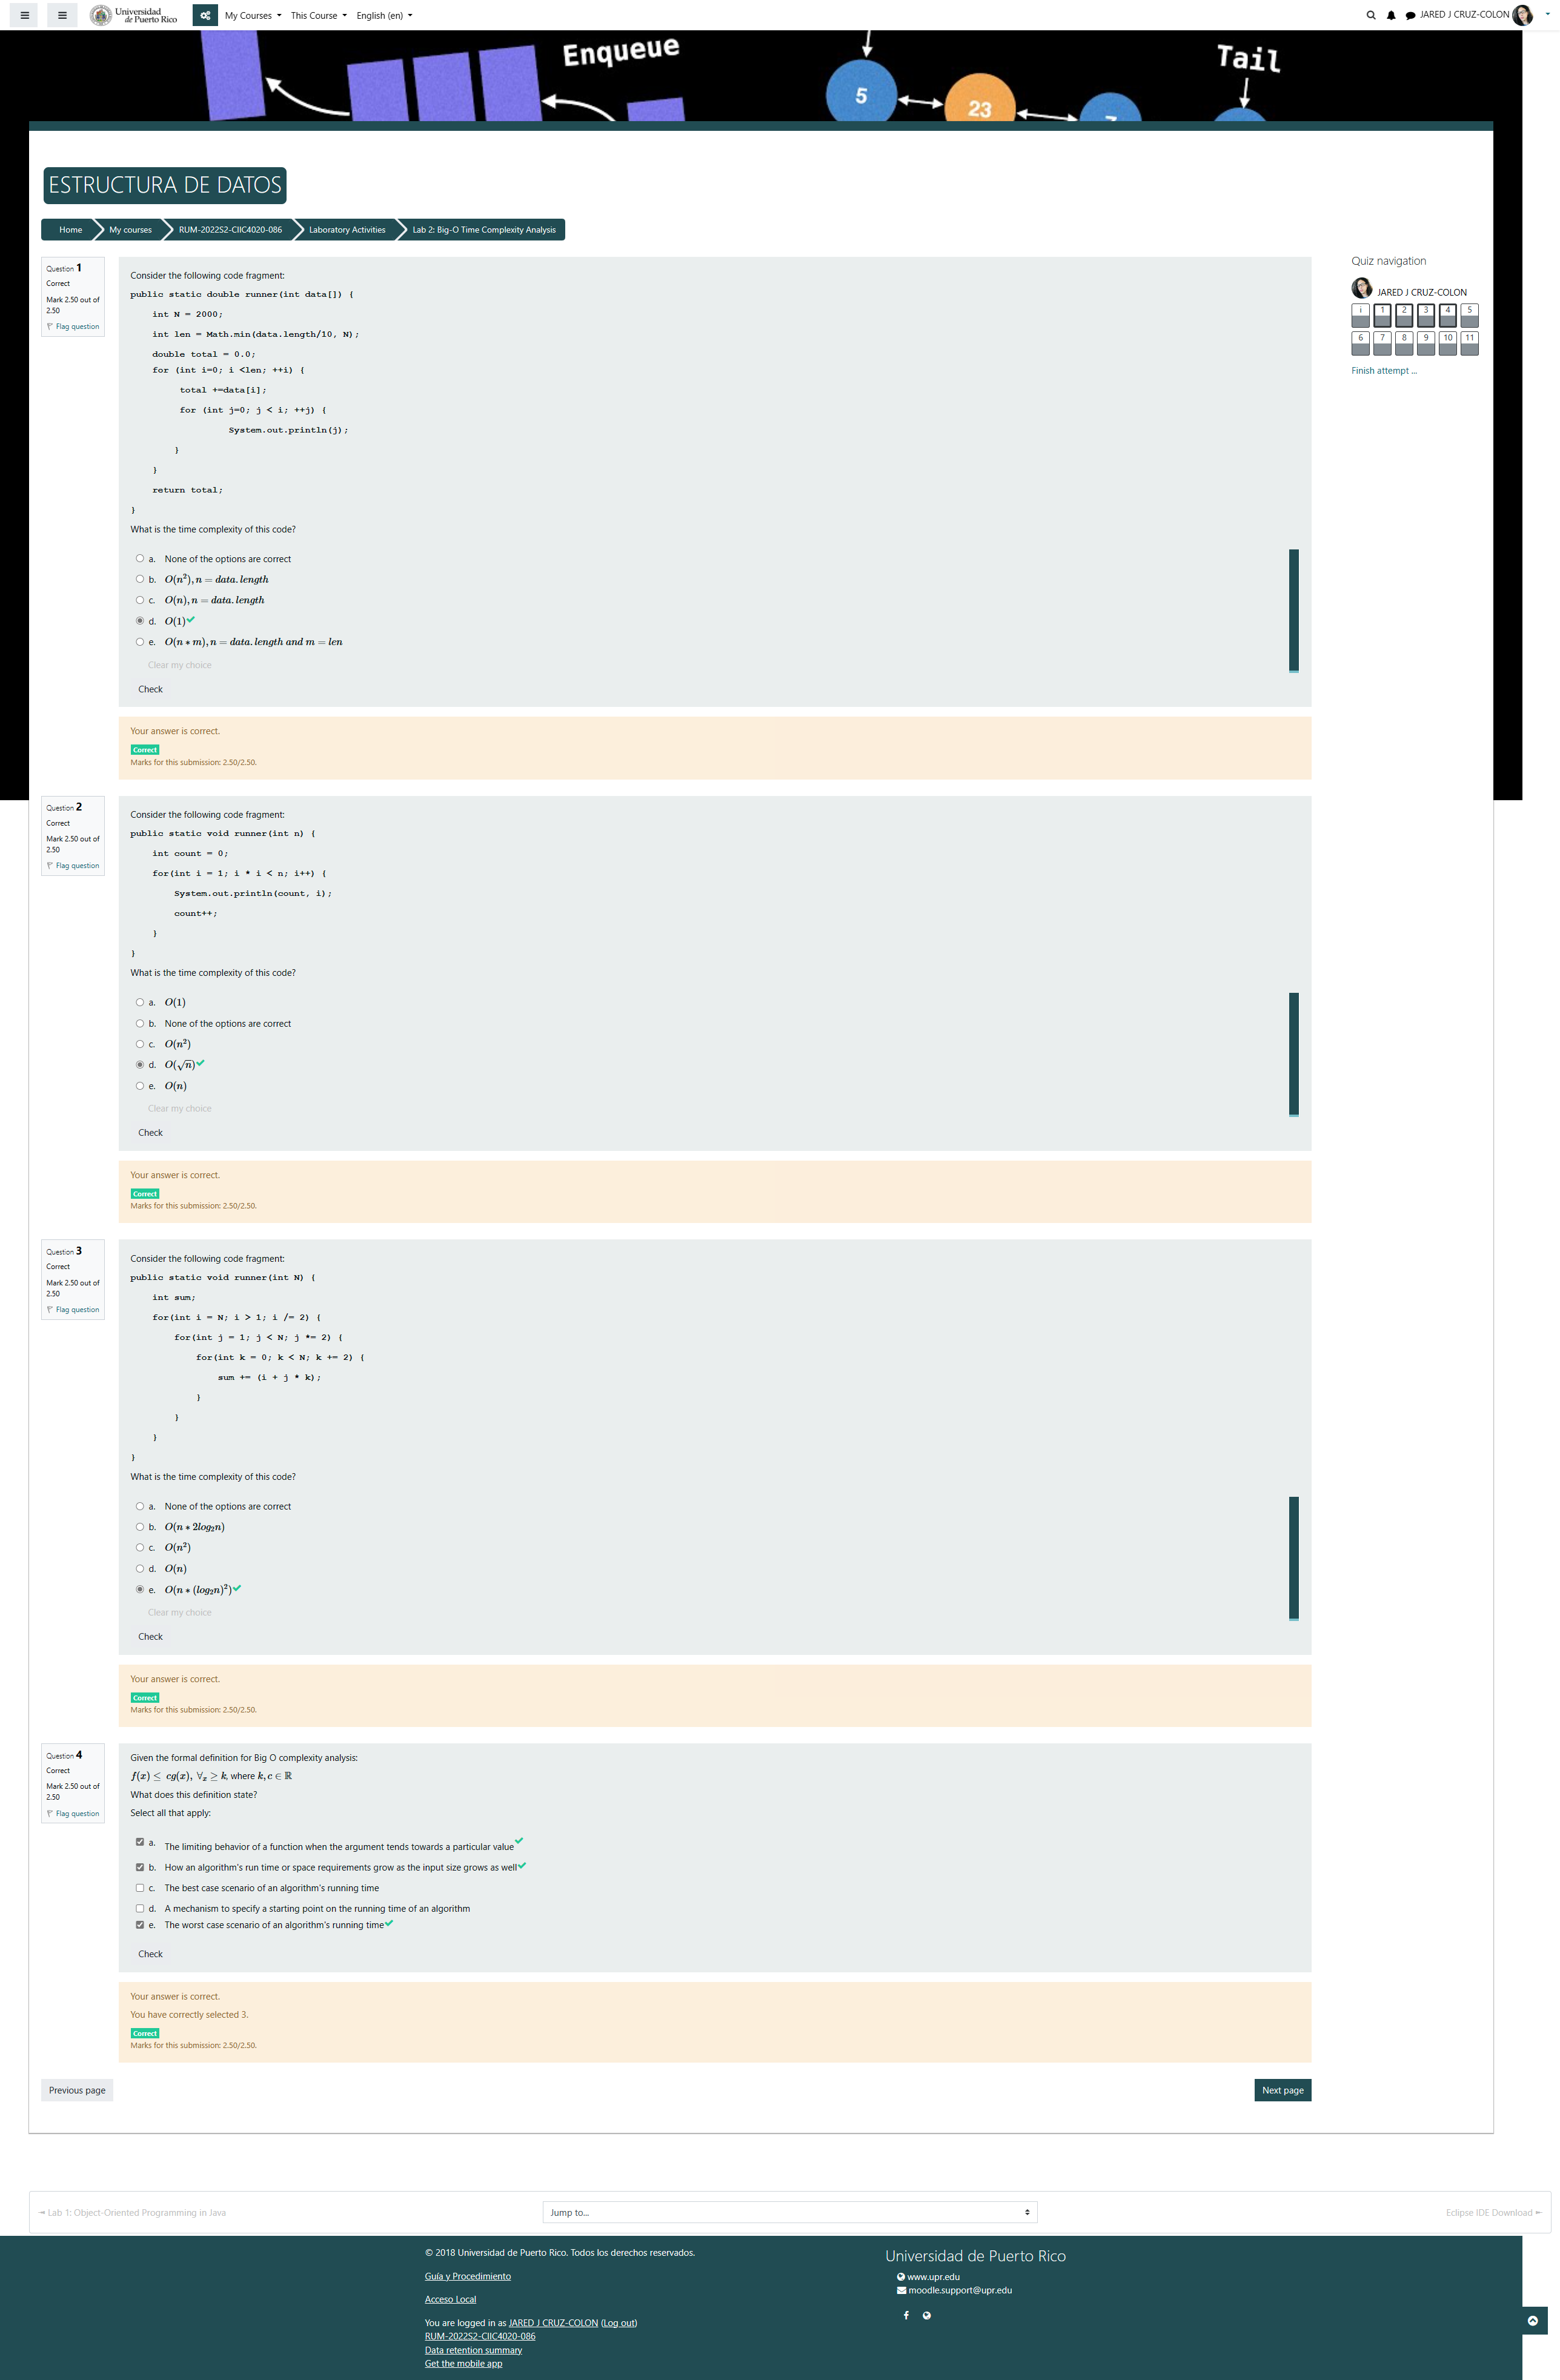 Universidad
de Puerto Rico
My Courses
This Course
English (en)
JARED J CRUZ-COLON
Enqueue
5
23
7
Tail
ESTRUCTURA DE DATOS
Home
My courses
RUM-2022S2-CIIC4020-086
Laboratory Activities
Lab 2: Big-O Time Complexity Analysis
Question 1
Correct
Mark 2.50 out of
2.50
Flag question
Consider the following code fragment:
public static double runner(int data[]) {
int N = 2000;
int len = Math.min(data.length/10, N);
double total = 0.0;
for (int i=0; i <len; ++i) {
total +=data[i];
for (int j=0; j < i; ++j) {
System.out.println(j);
}
}
return total;
}
What is the time complexity of this code?
a. None of the options are correct
b. O(n²), n = data.length
c. O(n), n = data.length
d. O(1)
e. O(n * m), n = data.length and m = len
Clear my choice
Check
Your answer is correct.
Correct
Marks for this submission: 2.50/2.50.
Quiz navigation
JARED J CRUZ-COLON
i 1 2 3 4 5
6 7 8 9 10 11
Finish attempt ...
Question 2
Correct
Mark 2.50 out of
2.50
Flag question
Consider the following code fragment:
public static void runner(int n) {
int count = 0;
for(int i = 1; i * i < n; i++) {
System.out.println(count, i);
count++;
}
}
What is the time complexity of this code?
a. O(1)
b. None of the options are correct
c. O(n²)
d. O(√n)
e. O(n)
Clear my choice
Check
Your answer is correct.
Correct
Marks for this submission: 2.50/2.50.
Question 3
Correct
Mark 2.50 out of
2.50
Flag question
Consider the following code fragment:
public static void runner(int N) {
int sum;
for(int i = N; i > 1; i /= 2) {
for(int j = 1; j < N; j *= 2) {
for(int k = 0; k < N; k += 2) {
sum += (i + j * k);
}
}
}
}
What is the time complexity of this code?
a. None of the options are correct
b. O(n * 2log₂n)
c. O(n²)
d. O(n)
e. O(n * (log₂n)²)
Clear my choice
Check
Your answer is correct.
Correct
Marks for this submission: 2.50/2.50.
Question 4
Correct
Mark 2.50 out of
2.50
Flag question
Given the formal definition for Big O complexity analysis:
f(x) ≤ cg(x), ∀ₓ ≥ k, where k, c ∈ ℝ
What does this definition state?
Select all that apply:
a. The limiting behavior of a function when the argument tends towards a particular value
b. How an algorithm's run time or space requirements grow as the input size grows as well
c. The best case scenario of an algorithm's running time
d. A mechanism to specify a starting point on the running time of an algorithm
e. The worst case scenario of an algorithm's running time
Check
Your answer is correct.
You have correctly selected 3.
Correct
Marks for this submission: 2.50/2.50.
Previous page
Next page
◄ Lab 1: Object-Oriented Programming in Java
Jump to...
Eclipse IDE Download ►
© 2018 Universidad de Puerto Rico. Todos los derechos reservados.
Guía y Procedimiento
Acceso Local
You are logged in as JARED J CRUZ-COLON (Log out)
RUM-2022S2-CIIC4020-086
Data retention summary
Get the mobile app
Universidad de Puerto Rico
www.upr.edu
moodle.support@upr.edu